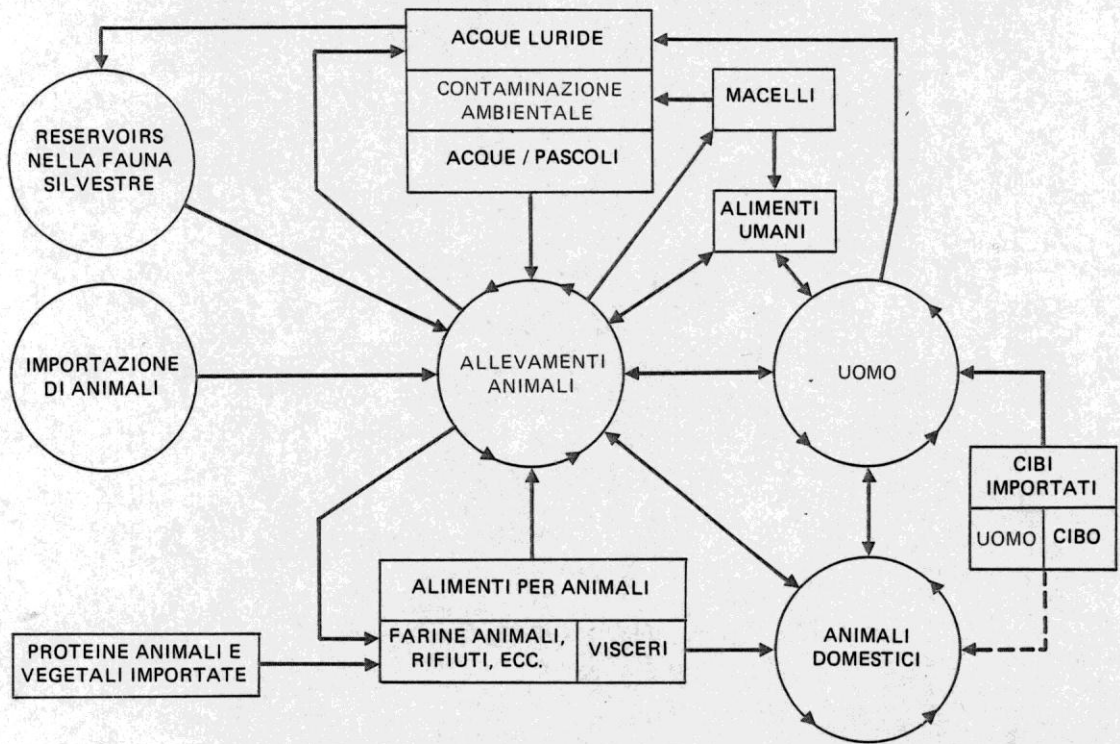 ACQUE LURIDE
CONTAMINAZIONE
AMBIENTALE
ACQUE / PASCOLI
MACELLI
ALIMENTI
UMANI
RESERVOIRS
NELLA FAUNA
SILVESTRE
IMPORTAZIONE
DI ANIMALI
ALLEVAMENTI
ANIMALI
UOMO
CIBI
IMPORTATI
UOMO
CIBO
ALIMENTI PER ANIMALI
FARINE ANIMALI,
RIFIUTI, ECC.
VISCERI
PROTEINE ANIMALI E
VEGETALI IMPORTATE
ANIMALI
DOMESTICI